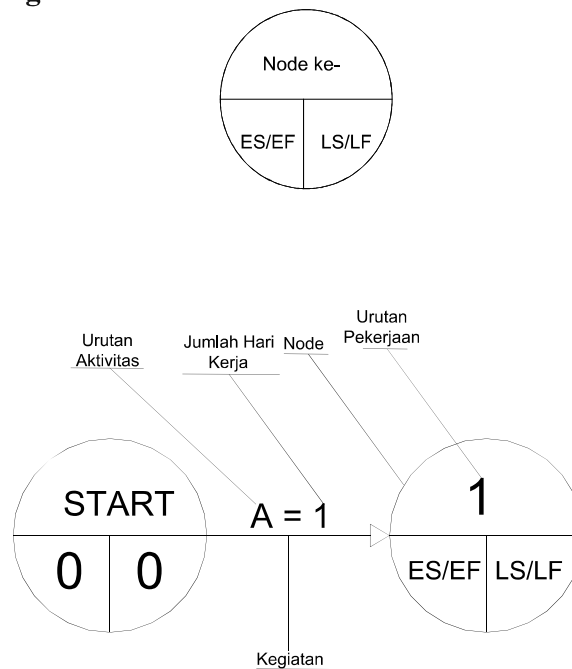 g
Node ke-
ES/EF LS/LF
Urutan
Aktivitas
Jumlah Hari
Kerja
Node
Urutan
Pekerjaan
START
0 0
A = 1
1
ES/EF LS/LF
Kegiatan